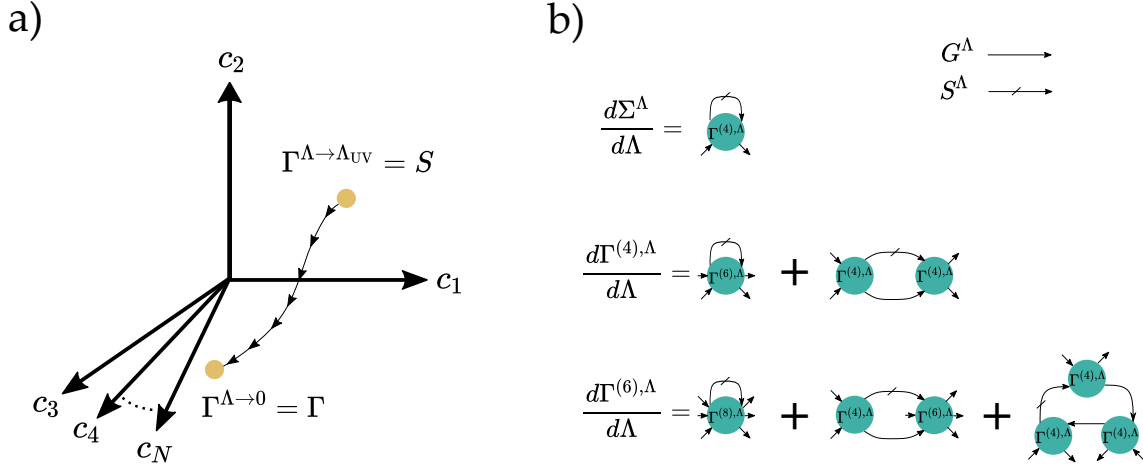 a)
c₂
Γ^{Λ→Λ_UV} = S
c₁
c₃
c₄
c_N
Γ^{Λ→0} = Γ
b)
G^Λ
S^Λ
dΣ^Λ/dΛ = Γ^{(4),Λ}
dΓ^{(4),Λ}/dΛ = Γ^{(6),Λ} + Γ^{(4),Λ} Γ^{(4),Λ}
dΓ^{(6),Λ}/dΛ = Γ^{(8),Λ} + Γ^{(4),Λ} Γ^{(6),Λ} + Γ^{(4),Λ} Γ^{(4),Λ} Γ^{(4),Λ}